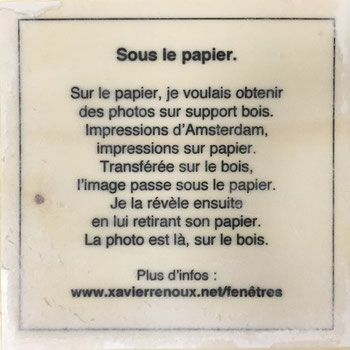 Sous le papier.
Sur le papier, je voulais obtenir
des photos sur support bois.
Impressions d'Amsterdam,
impressions sur papier.
Transférée sur le bois,
l'image passe sous le papier.
Je la révèle ensuite
en lui retirant son papier.
La photo est là, sur le bois.
Plus d'infos :
www.xavierrenoux.net/fenêtres